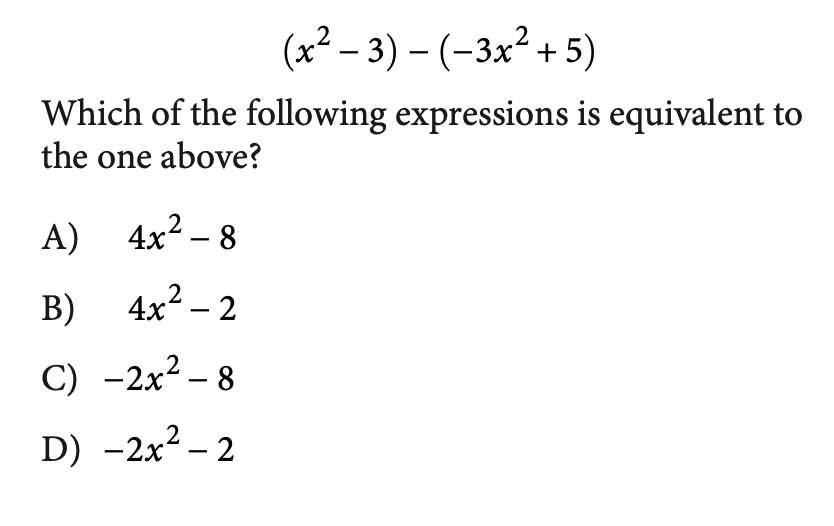 (x² – 3) – (–3x² + 5)
Which of the following expressions is equivalent to
the one above?
A) 4x² – 8
B) 4x² – 2
C) –2x² – 8
D) –2x² – 2